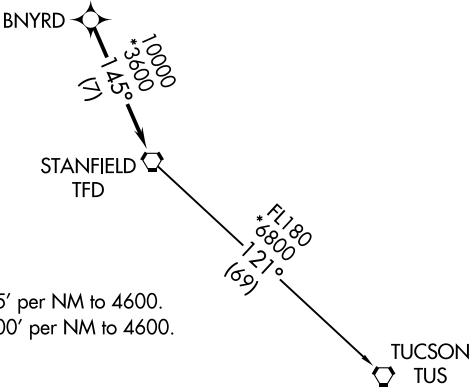 BNYRD
10000
*3600
145°
(7)
STANFIELD
TFD
FL180
*6800
121°
(69)
5' per NM to 4600.
00' per NM to 4600.
TUCSON
TUS